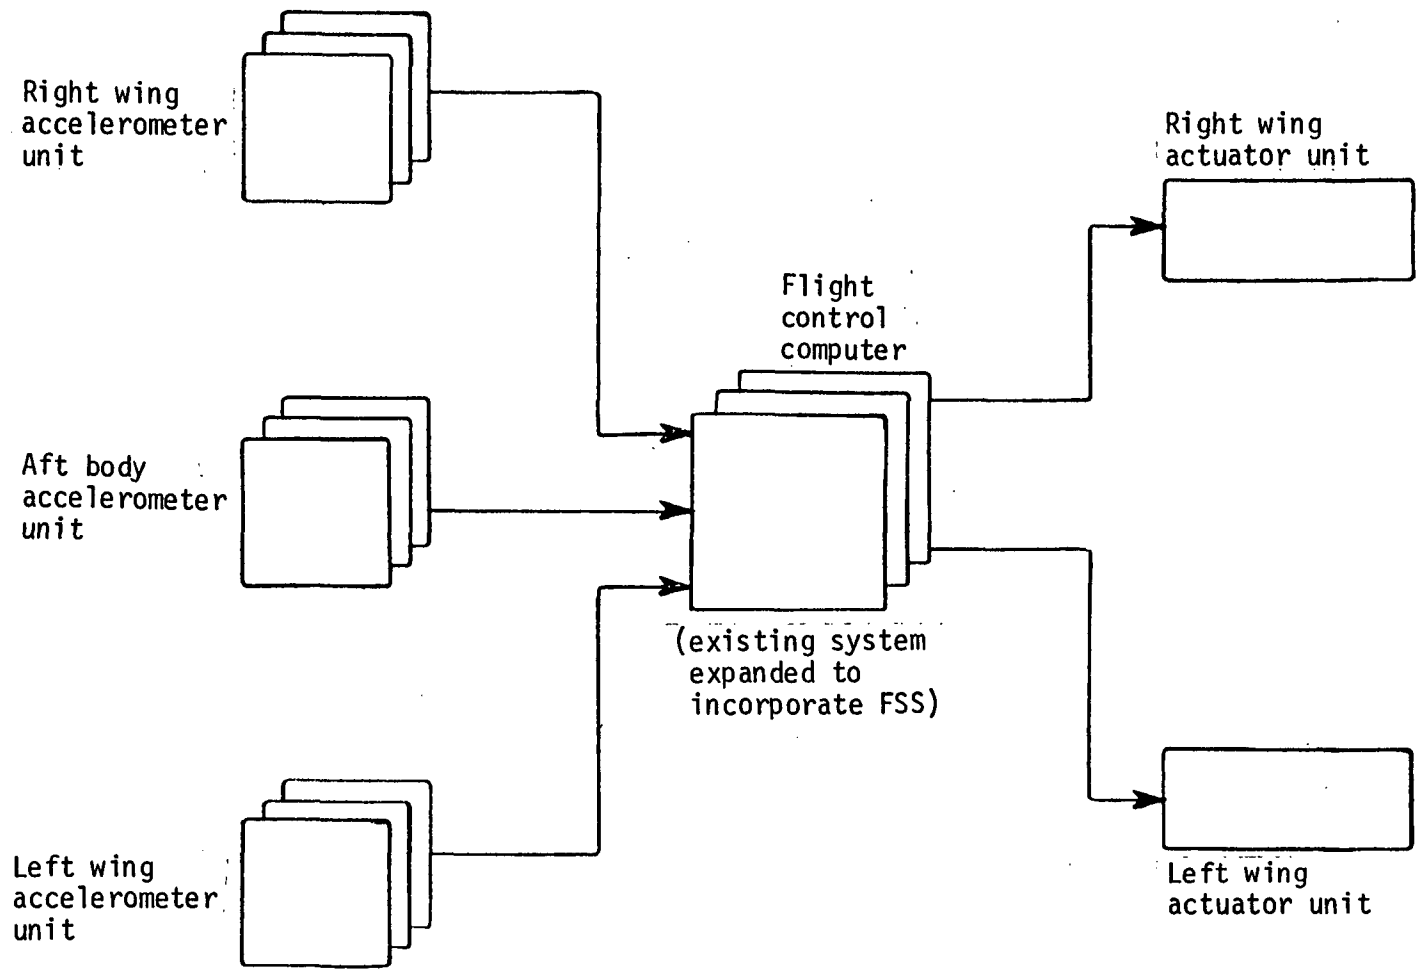 Right wing
accelerometer
unit
Right wing
actuator unit
Flight
control
computer
Aft body
accelerometer
unit
(existing system
expanded to
incorporate FSS)
Left wing
accelerometer
unit
Left wing
actuator unit